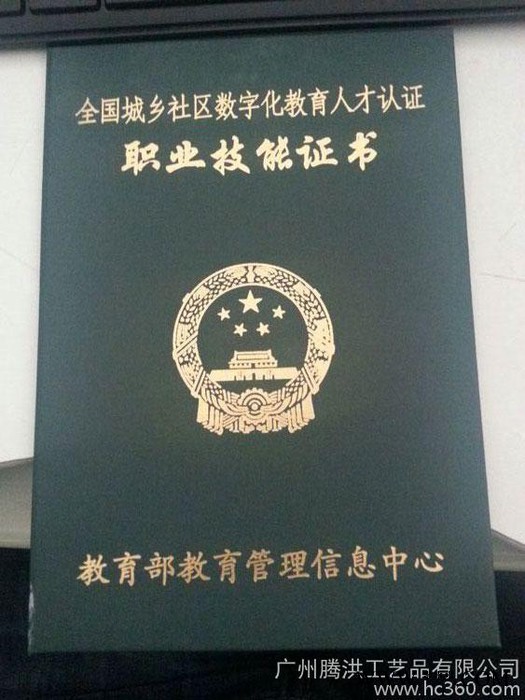 全国城乡社区数字化教育人才认证
职业技能证书
教育部教育管理信息中心
广州腾洪工艺品有限公司
www.hc360.com